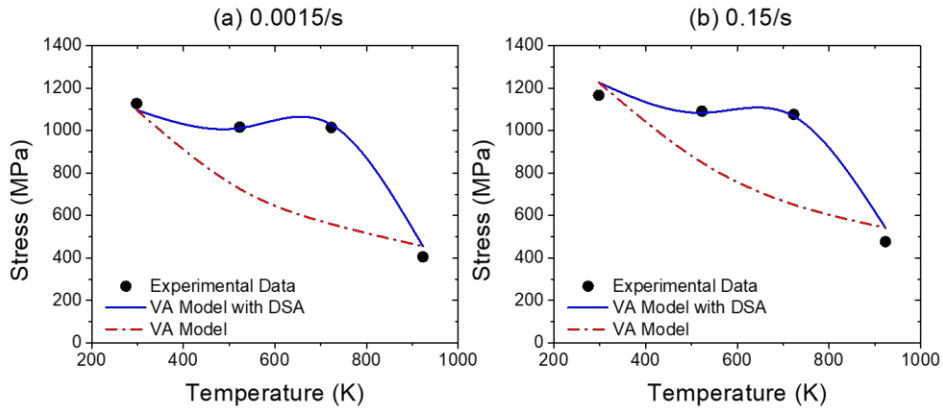 (a) 0.0015/s
1400
1200
1000
800
600
400
200
0
Stress (MPa)
Experimental Data
VA Model with DSA
VA Model
200 400 600 800 1000
Temperature (K)
(b) 0.15/s
1400
1200
1000
800
600
400
200
0
Stress (MPa)
Experimental Data
VA Model with DSA
VA Model
200 400 600 800 1000
Temperature (K)